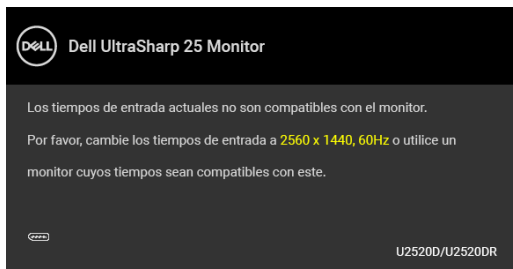 DELL
Dell UltraSharp 25 Monitor
Los tiempos de entrada actuales no son compatibles con el monitor.
Por favor, cambie los tiempos de entrada a 2560 x 1440, 60Hz o utilice un
monitor cuyos tiempos sean compatibles con este.
U2520D/U2520DR